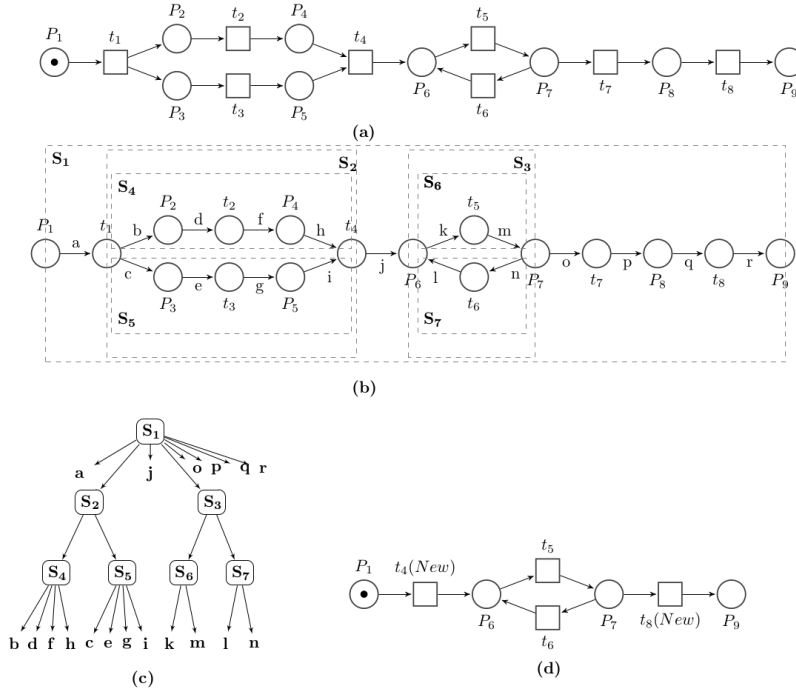 P1 t1 P2 t2 P4 t4 P6 t5 P7 t7 P8 t8 P9
P3 t3 P5 t6
(a)
S1 S2 S3
S4 S6
P2 t2 P4 t5
d f
P1 t1 b h t4 k m
a j o p q r
c i P6 l n P7 t7 P8 t8 P9
e g
P3 t3 P5 t6
S5 S7
(b)
S1
a j o p q r
S2 S3
S4 S5 S6 S7
b d f h c e g i k m l n
(c)
P1 t4(New) P6 t5 P7 t8(New) P9
t6
(d)